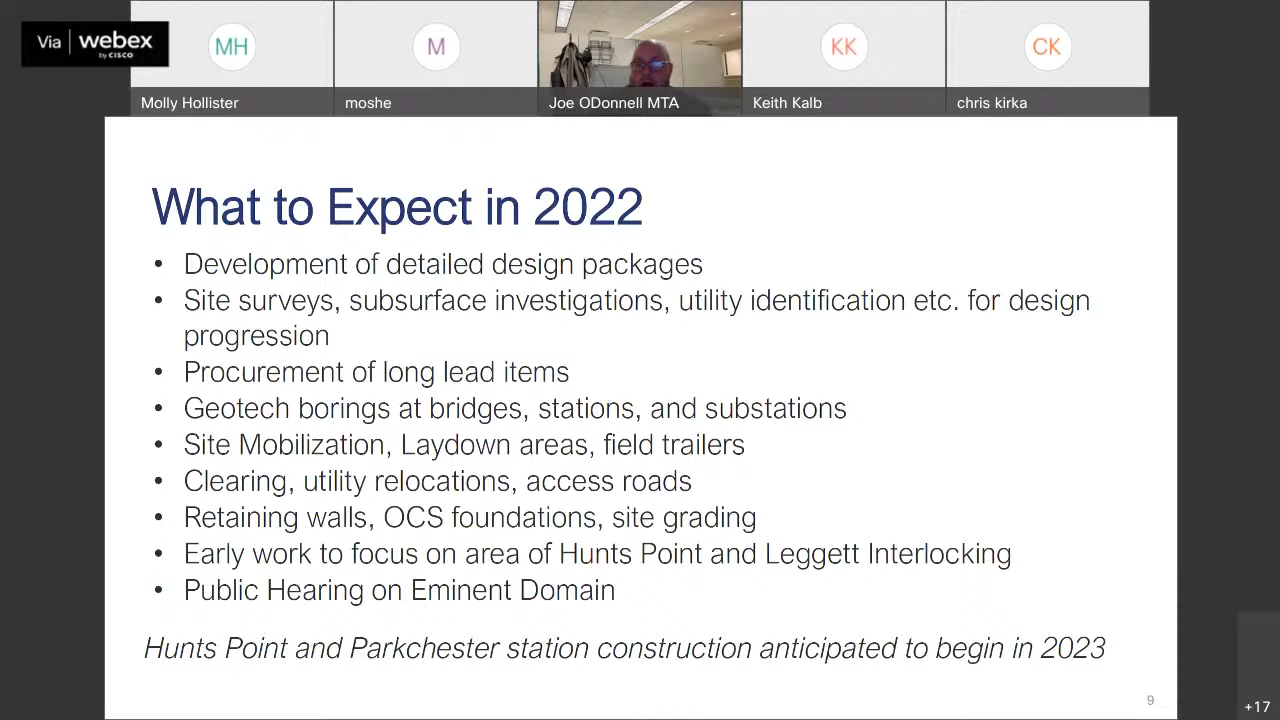 Via | webex
by CISCO
MH
M
KK
CK
Molly Hollister
moshe
Joe ODonnell MTA
Keith Kalb
chris kirka
What to Expect in 2022
• Development of detailed design packages
• Site surveys, subsurface investigations, utility identification etc. for design
progression
• Procurement of long lead items
• Geotech borings at bridges, stations, and substations
• Site Mobilization, Laydown areas, field trailers
• Clearing, utility relocations, access roads
• Retaining walls, OCS foundations, site grading
• Early work to focus on area of Hunts Point and Leggett Interlocking
• Public Hearing on Eminent Domain
Hunts Point and Parkchester station construction anticipated to begin in 2023
9
+17